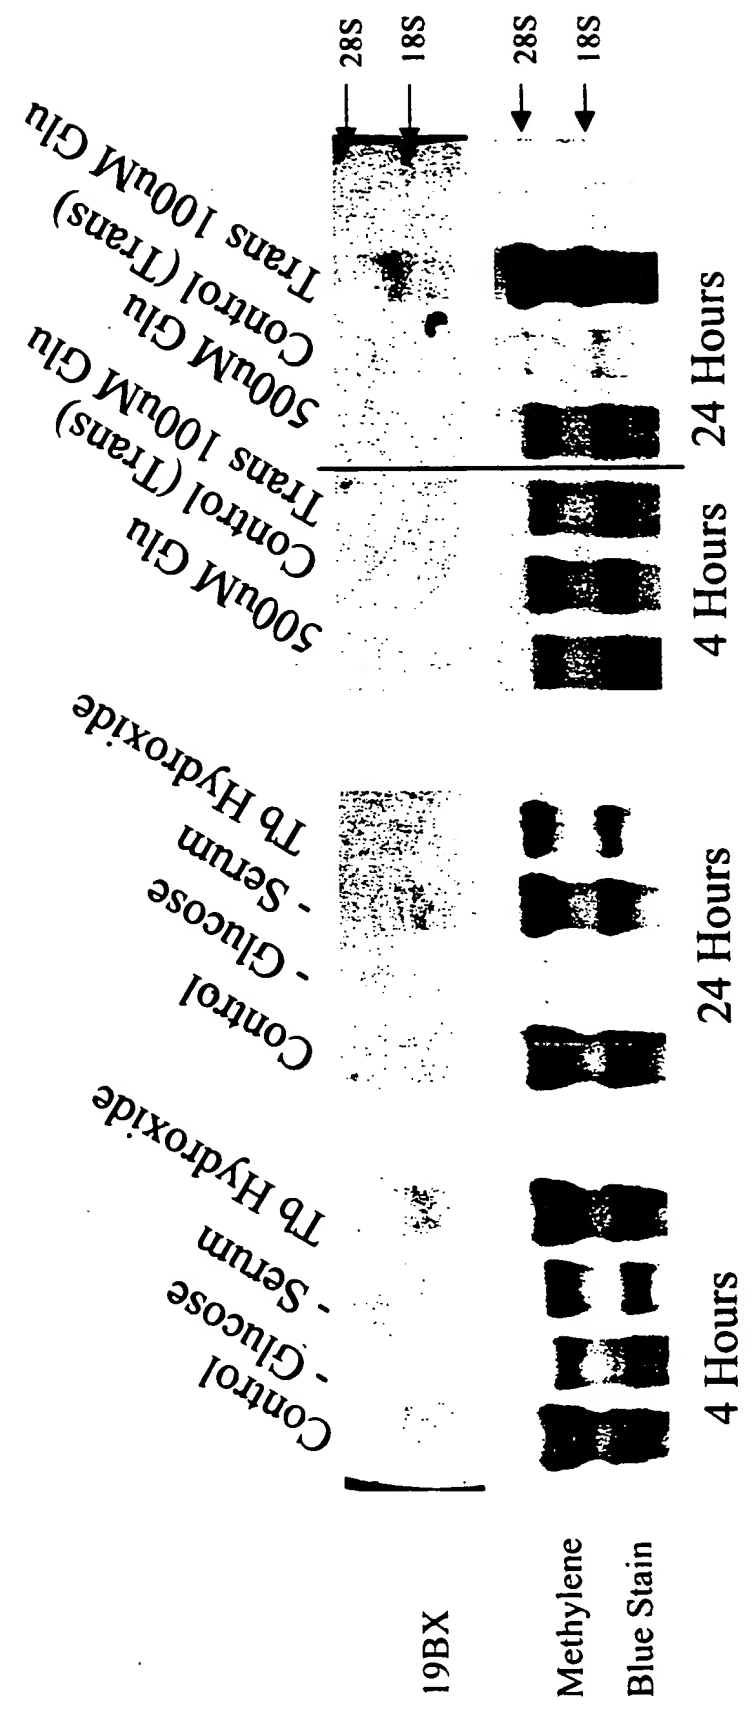 Control
- Glucose
- Serum
Tb Hydroxide
Control
- Glucose
- Serum
Tb Hydroxide
500uM Glu
Control (Trans)
Trans 100uM Glu
500uM Glu
Control (Trans)
Trans 100uM Glu
19BX
28S
18S
Methylene
Blue Stain
28S
18S
4 Hours
24 Hours
4 Hours
24 Hours